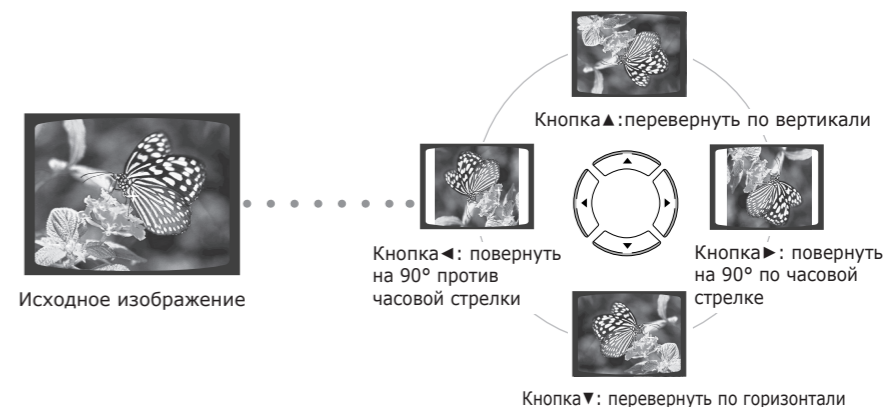 Кнопка▲:перевернуть по вертикали
Кнопка◄: повернуть
на 90° против
часовой стрелки
Кнопка►: повернуть
на 90° по часовой
стрелке
Исходное изображение
Кнопка▼: перевернуть по горизонтали